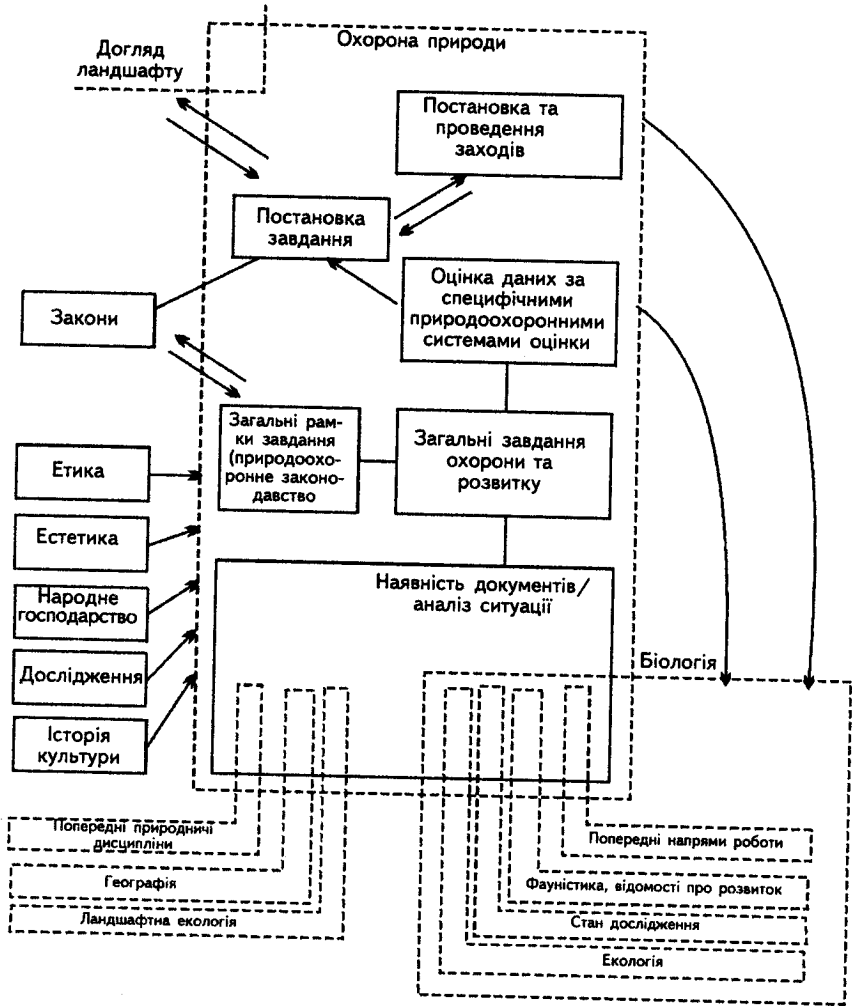 Охорона природи
Догляд
ландшафту
Постановка та
проведення
заходів
Постановка
завдання
Оцінка даних за
специфічними
природоохоронними
системами оцінки
Закони
Загальні рам-
ки завдання
(природоохо-
ронне законо-
давство
Загальні завдання
охорони та
розвитку
Етика
Естетика
Народне
господарство
Дослідження
Історія
культури
Наявність документів/
аналіз ситуації
Біологія
Попередні природничі
дисципліни
Географія
Ландшафтна екологія
Попередні напрями роботи
Фауністика, відомості про розвиток
Стан дослідження
Екологія